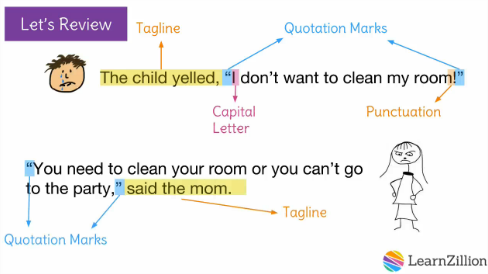 Let's Review
Tagline
Quotation Marks
The child yelled, “I don’t want to clean my room!”
Capital
Letter
Punctuation
“You need to clean your room or you can’t go
to the party,” said the mom.
Tagline
Quotation Marks
LearnZillion